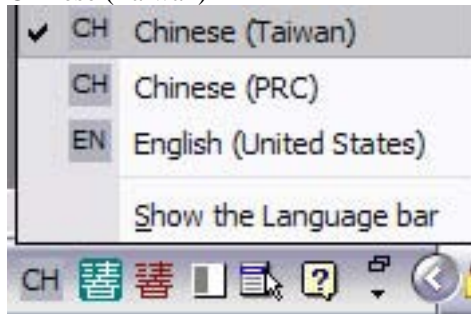 CH Chinese (Taiwan)
CH Chinese (PRC)
EN English (United States)
Show the Language bar
CH